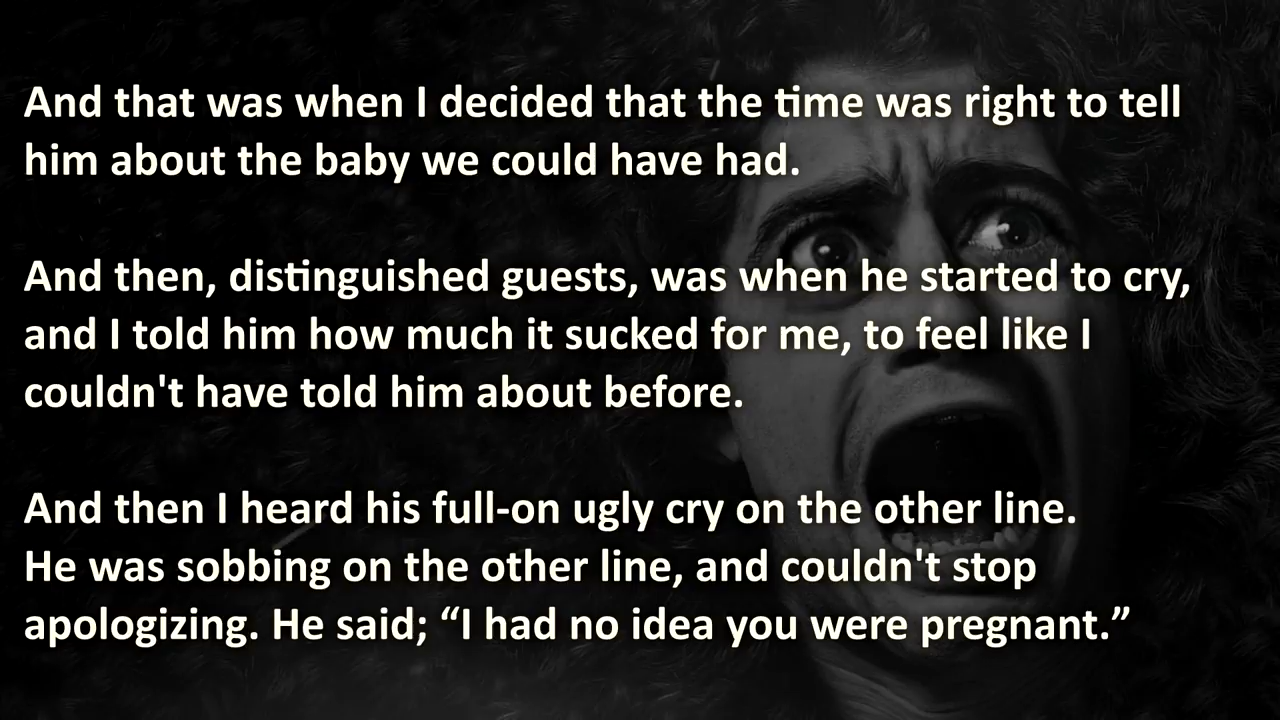 And that was when I decided that the time was right to tell
him about the baby we could have had.
And then, distinguished guests, was when he started to cry,
and I told him how much it sucked for me, to feel like I
couldn't have told him about before.
And then I heard his full-on ugly cry on the other line.
He was sobbing on the other line, and couldn't stop
apologizing. He said; “I had no idea you were pregnant.”